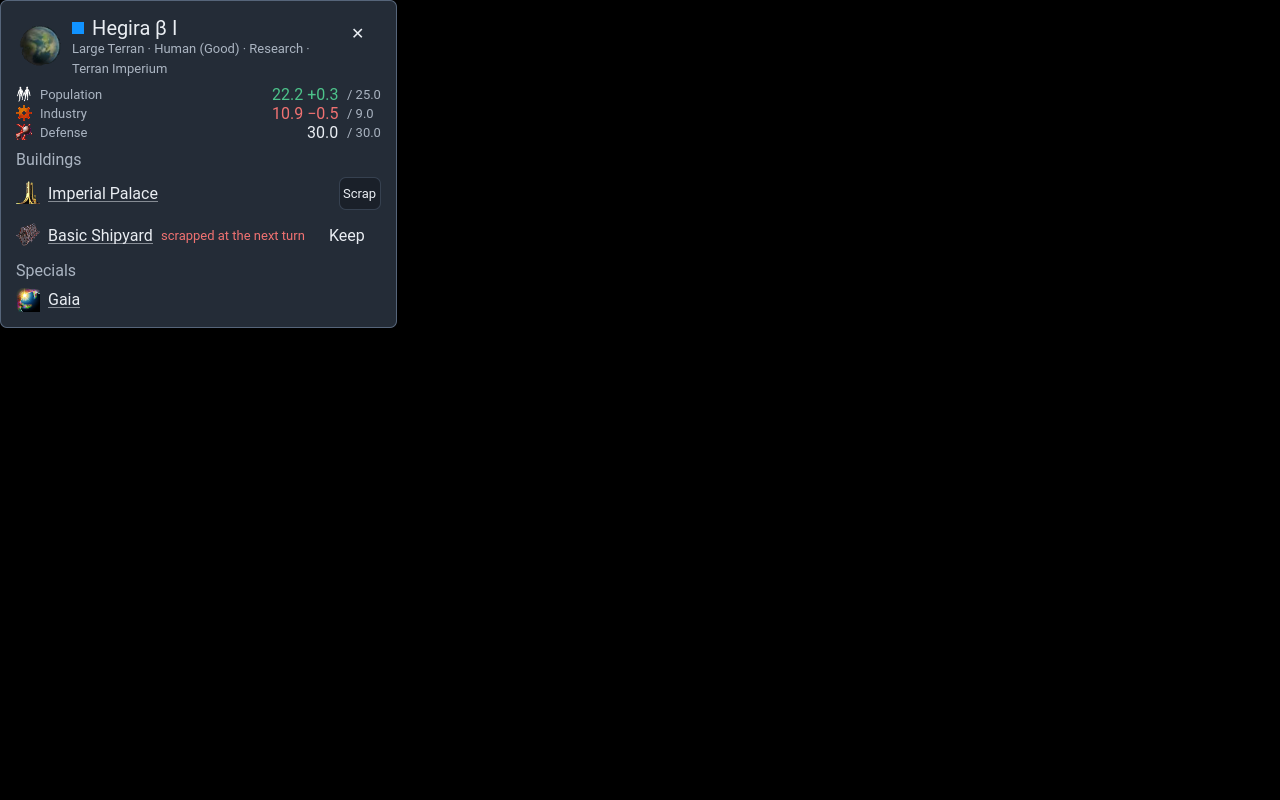 Hegira β I
✕
Large Terran · Human (Good) · Research ·
Terran Imperium
Population 22.2 +0.3 / 25.0
Industry 10.9 −0.5 / 9.0
Defense 30.0 / 30.0
Buildings
Imperial Palace Scrap
Basic Shipyard scrapped at the next turn Keep
Specials
Gaia